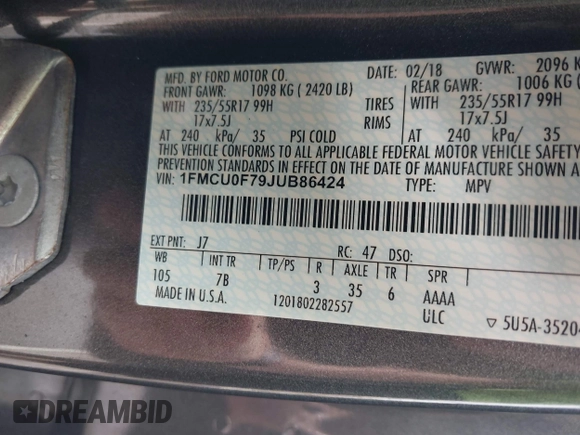 MFD. BY FORD MOTOR CO.
DATE: 02/18 GVWR: 2096 K
FRONT GAWR: 1098 KG ( 2420 LB) REAR GAWR: 1006 KG (
WITH 235/55R17 99H TIRES WITH 235/55R17 99H
17x7.5J RIMS 17x7.5J
AT 240 kPa/ 35 PSI COLD AT 240 kPa/ 35
THIS VEHICLE CONFORMS TO ALL APPLICABLE FEDERAL MOTOR VEHICLE SAFETY
PREVENTION STANDARDS IN EFFECT ON THE DATE OF MANUFACTURE SHOWN
VIN: 1FMCU0F79JUB86424 TYPE: MPV
EXT PNT: J7 RC: 47 DSO:
WB INT TR TP/PS R AXLE TR SPR
105 7B 3 35 6 AAAA
MADE IN U.S.A. 1201802282557 ULC ▽ 5U5A-3520
DREAMBID